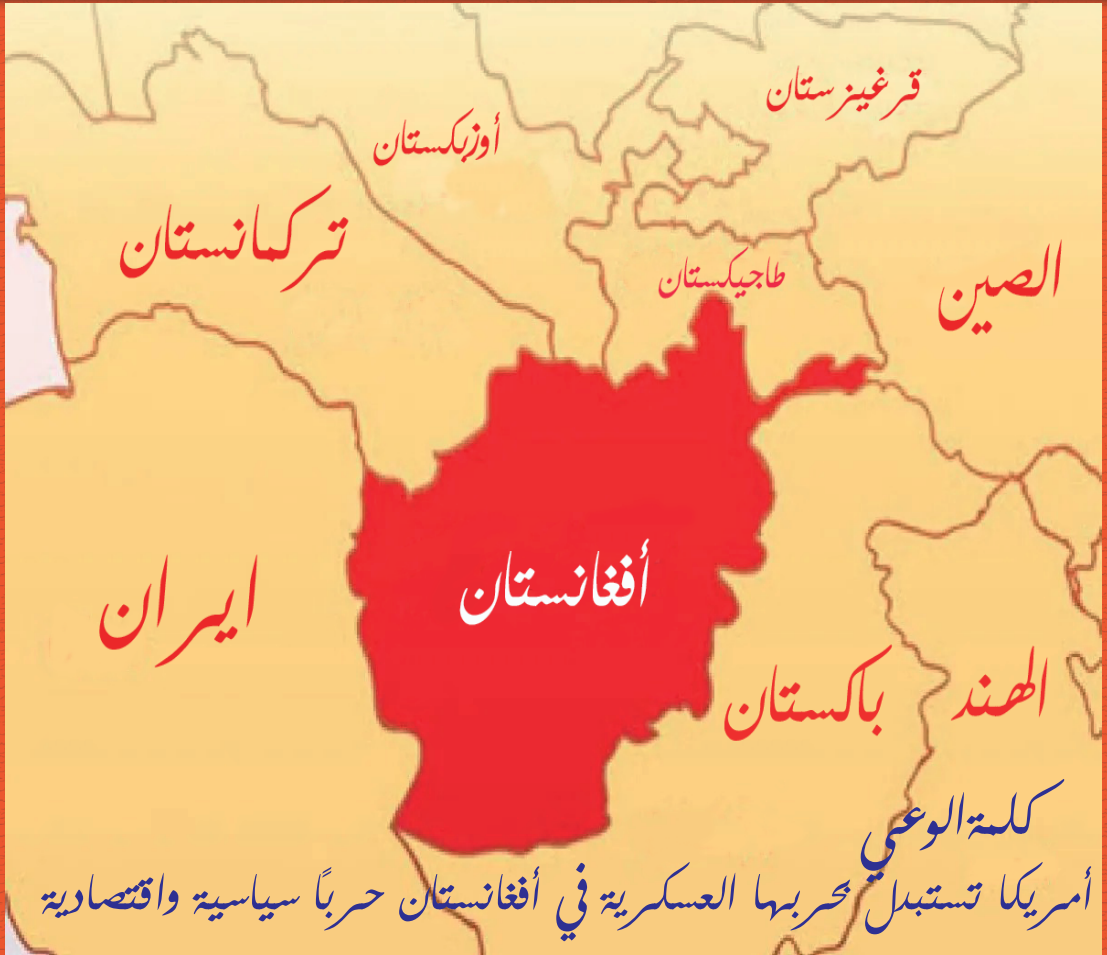 قرغيزستان
أوزبكستان
تركمانستان
طاجيكستان
الصين
أفغانستان
ايران
باكستان
الهند
كلمة الوعي
أمريكا تستبدل بحربها العسكرية في أفغانستان حرباً سياسية واقتصادية